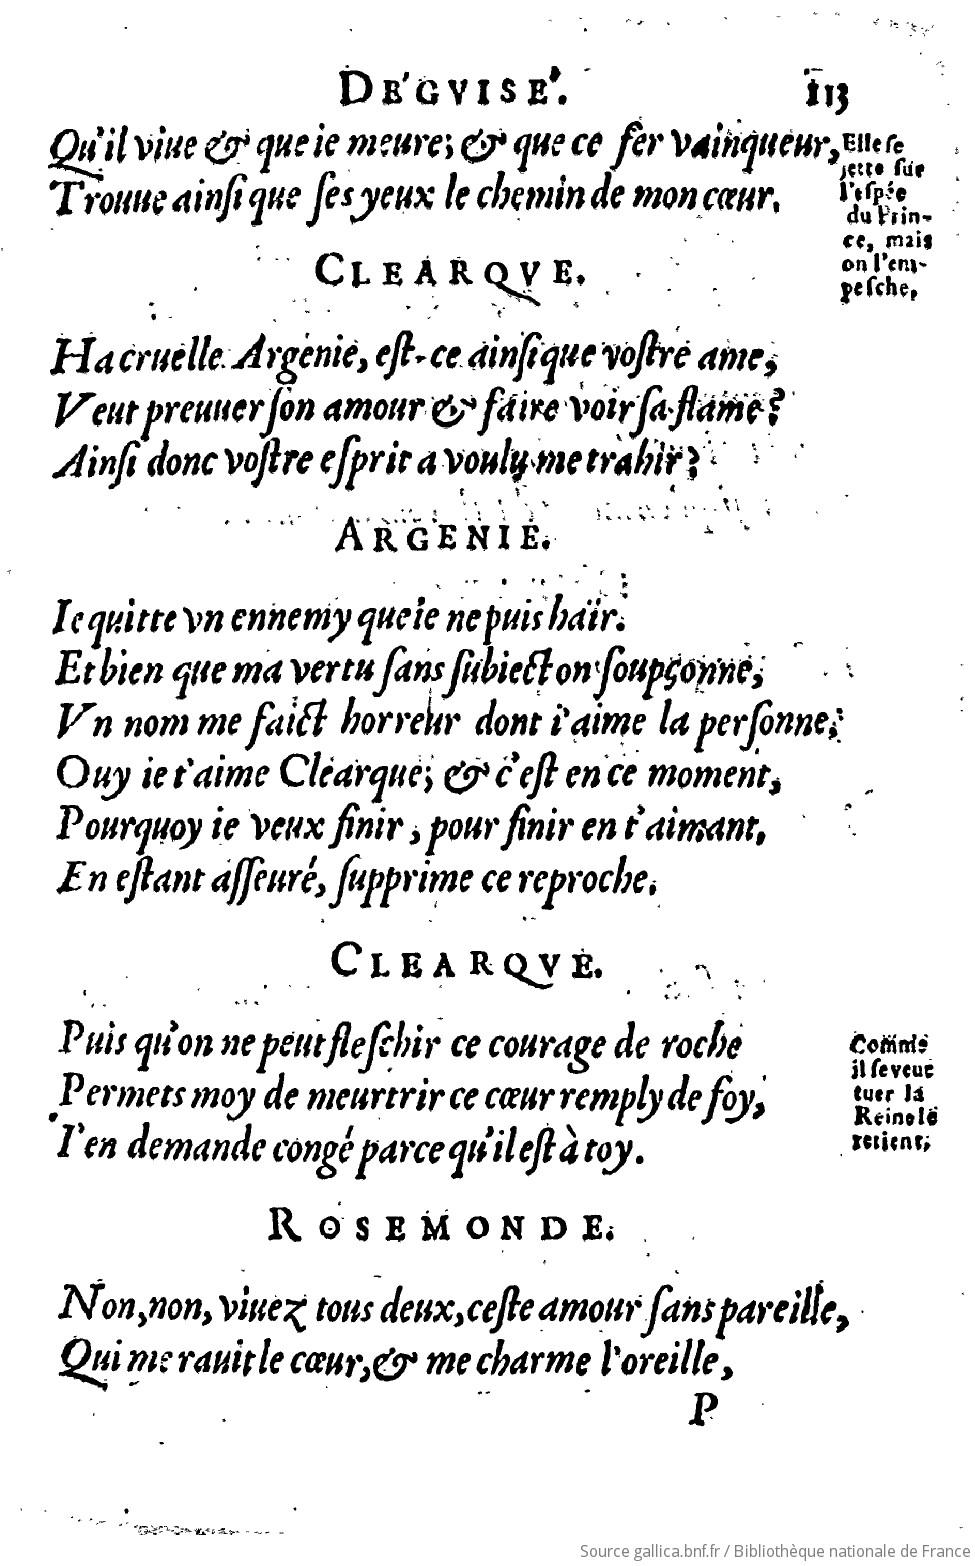 DÉGVISÉ. 113
Qu'il viue & que ie meure; & que ce fer vainqueur,
Trouue ainsi que ses yeux le chemin de mon cœur.
Elle se
jette sur
l'espée
du Prin-
ce, mais
on l'em-
pesche,
CLEARQVE.
Ha cruelle Argenie, est-ce ainsi que vostre ame,
Veut preuuer son amour & faire voir sa flame?
Ainsi donc vostre esprit a voulu me trahir?
ARGENIE.
Ie quitte vn ennemy que ie ne puis haïr.
Et bien que ma vertu sans subiect on soupçonne,
Vn nom me faict horreur dont i'aime la personne;
Ouy ie t'aime Clearque; & c'est en ce moment,
Pourquoy ie veux finir, pour finir en t'aimant,
En estant asseuré, supprime ce reproche.
CLEARQVE.
Puis qu'on ne peut fleschir ce courage de roche
Permets moy de meurtrir ce cœur remply de foy,
I'en demande congé parce qu'il est à toy.
Comme
il se veut
tuer la
Reine le
retient;
ROSEMONDE.
Non, non, viuez tous deux, ceste amour sans pareille,
Qui me rauit le cœur, & me charme l'oreille,
P
Source gallica.bnf.fr / Bibliothèque nationale de France